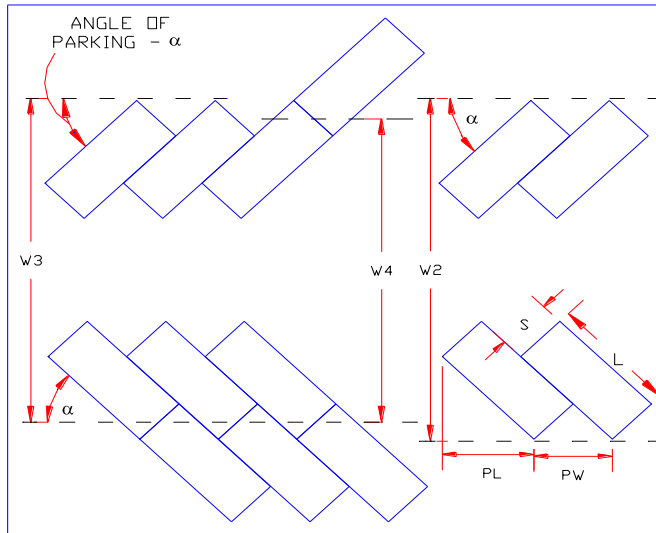 ANGLE OF
PARKING - α
α
W3
W4
W2
S
L
α
PL
PW